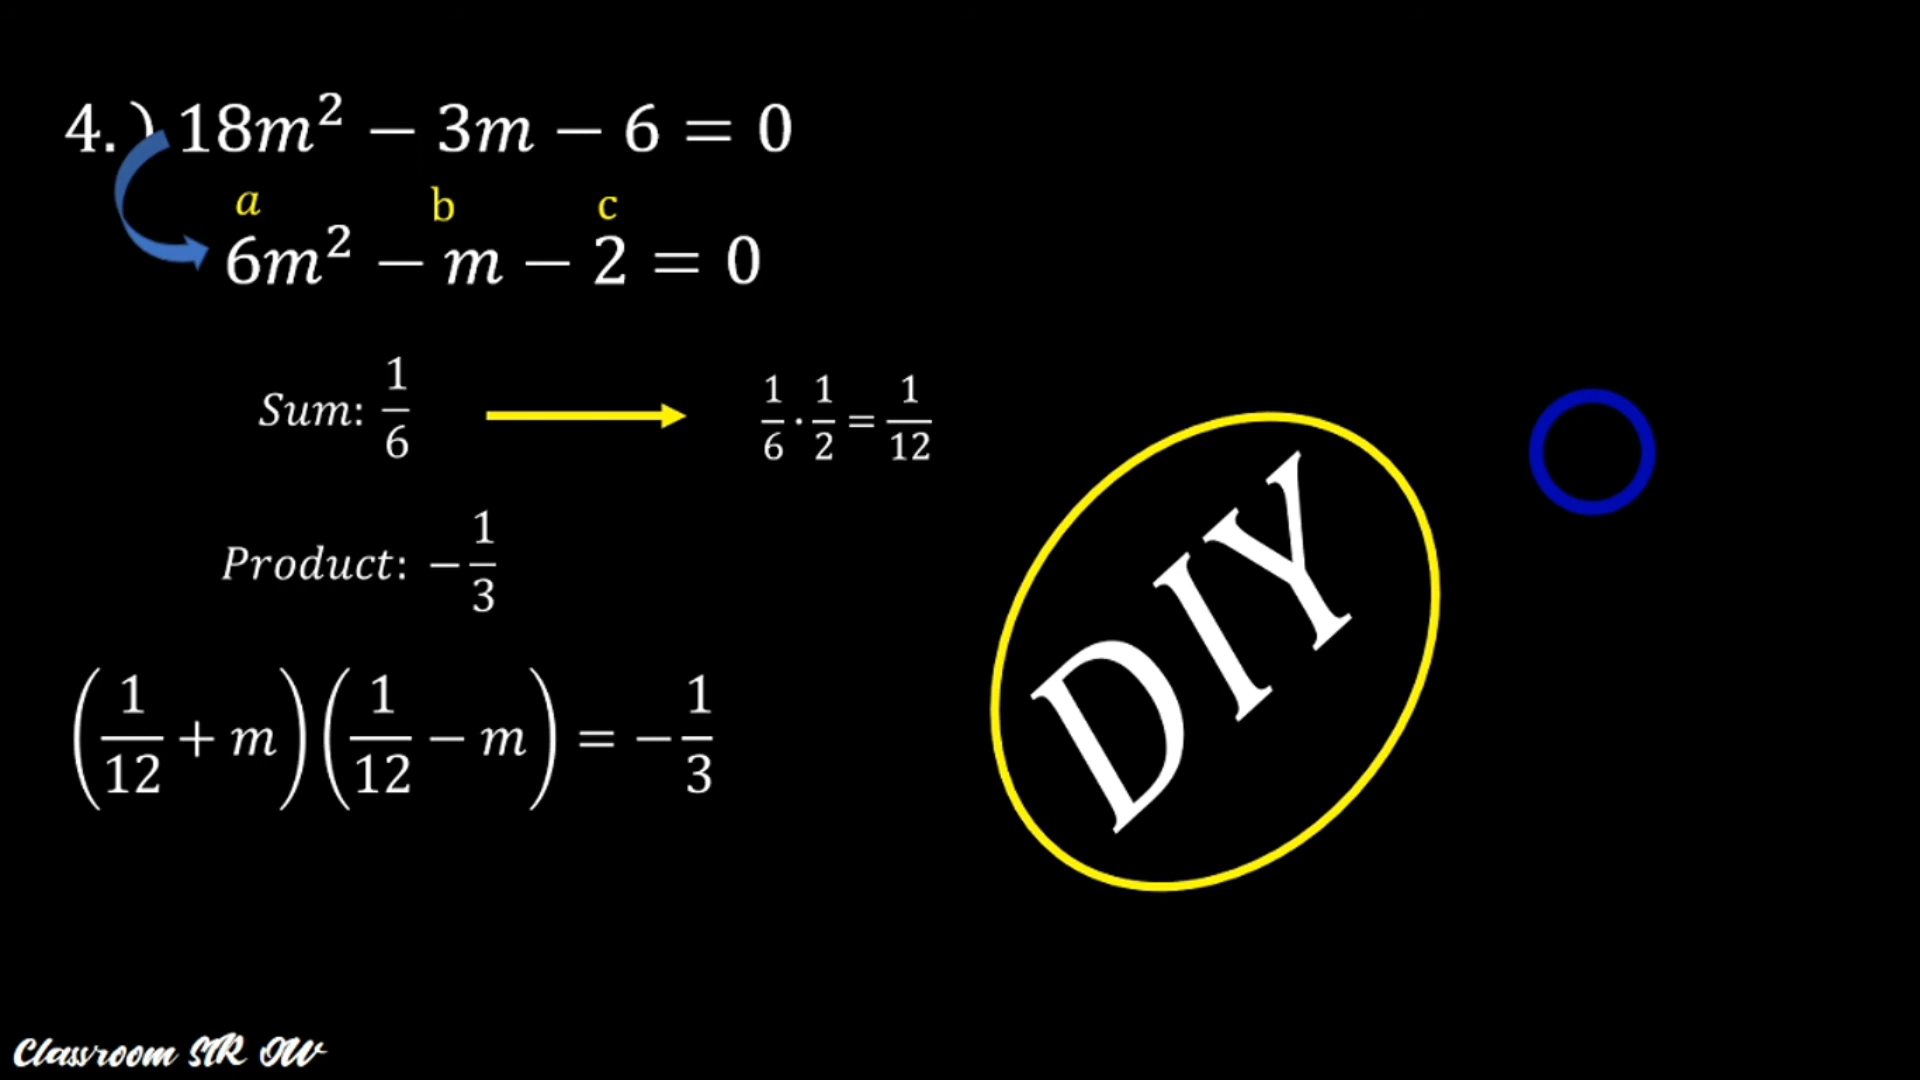 4.) 18m² − 3m − 6 = 0
a b c
6m² − m − 2 = 0
Sum: 1/6 1/6 · 1/2 = 1/12
Product: −1/3
(1/12 + m)(1/12 − m) = −1/3
DIY
Classroom SIR OW